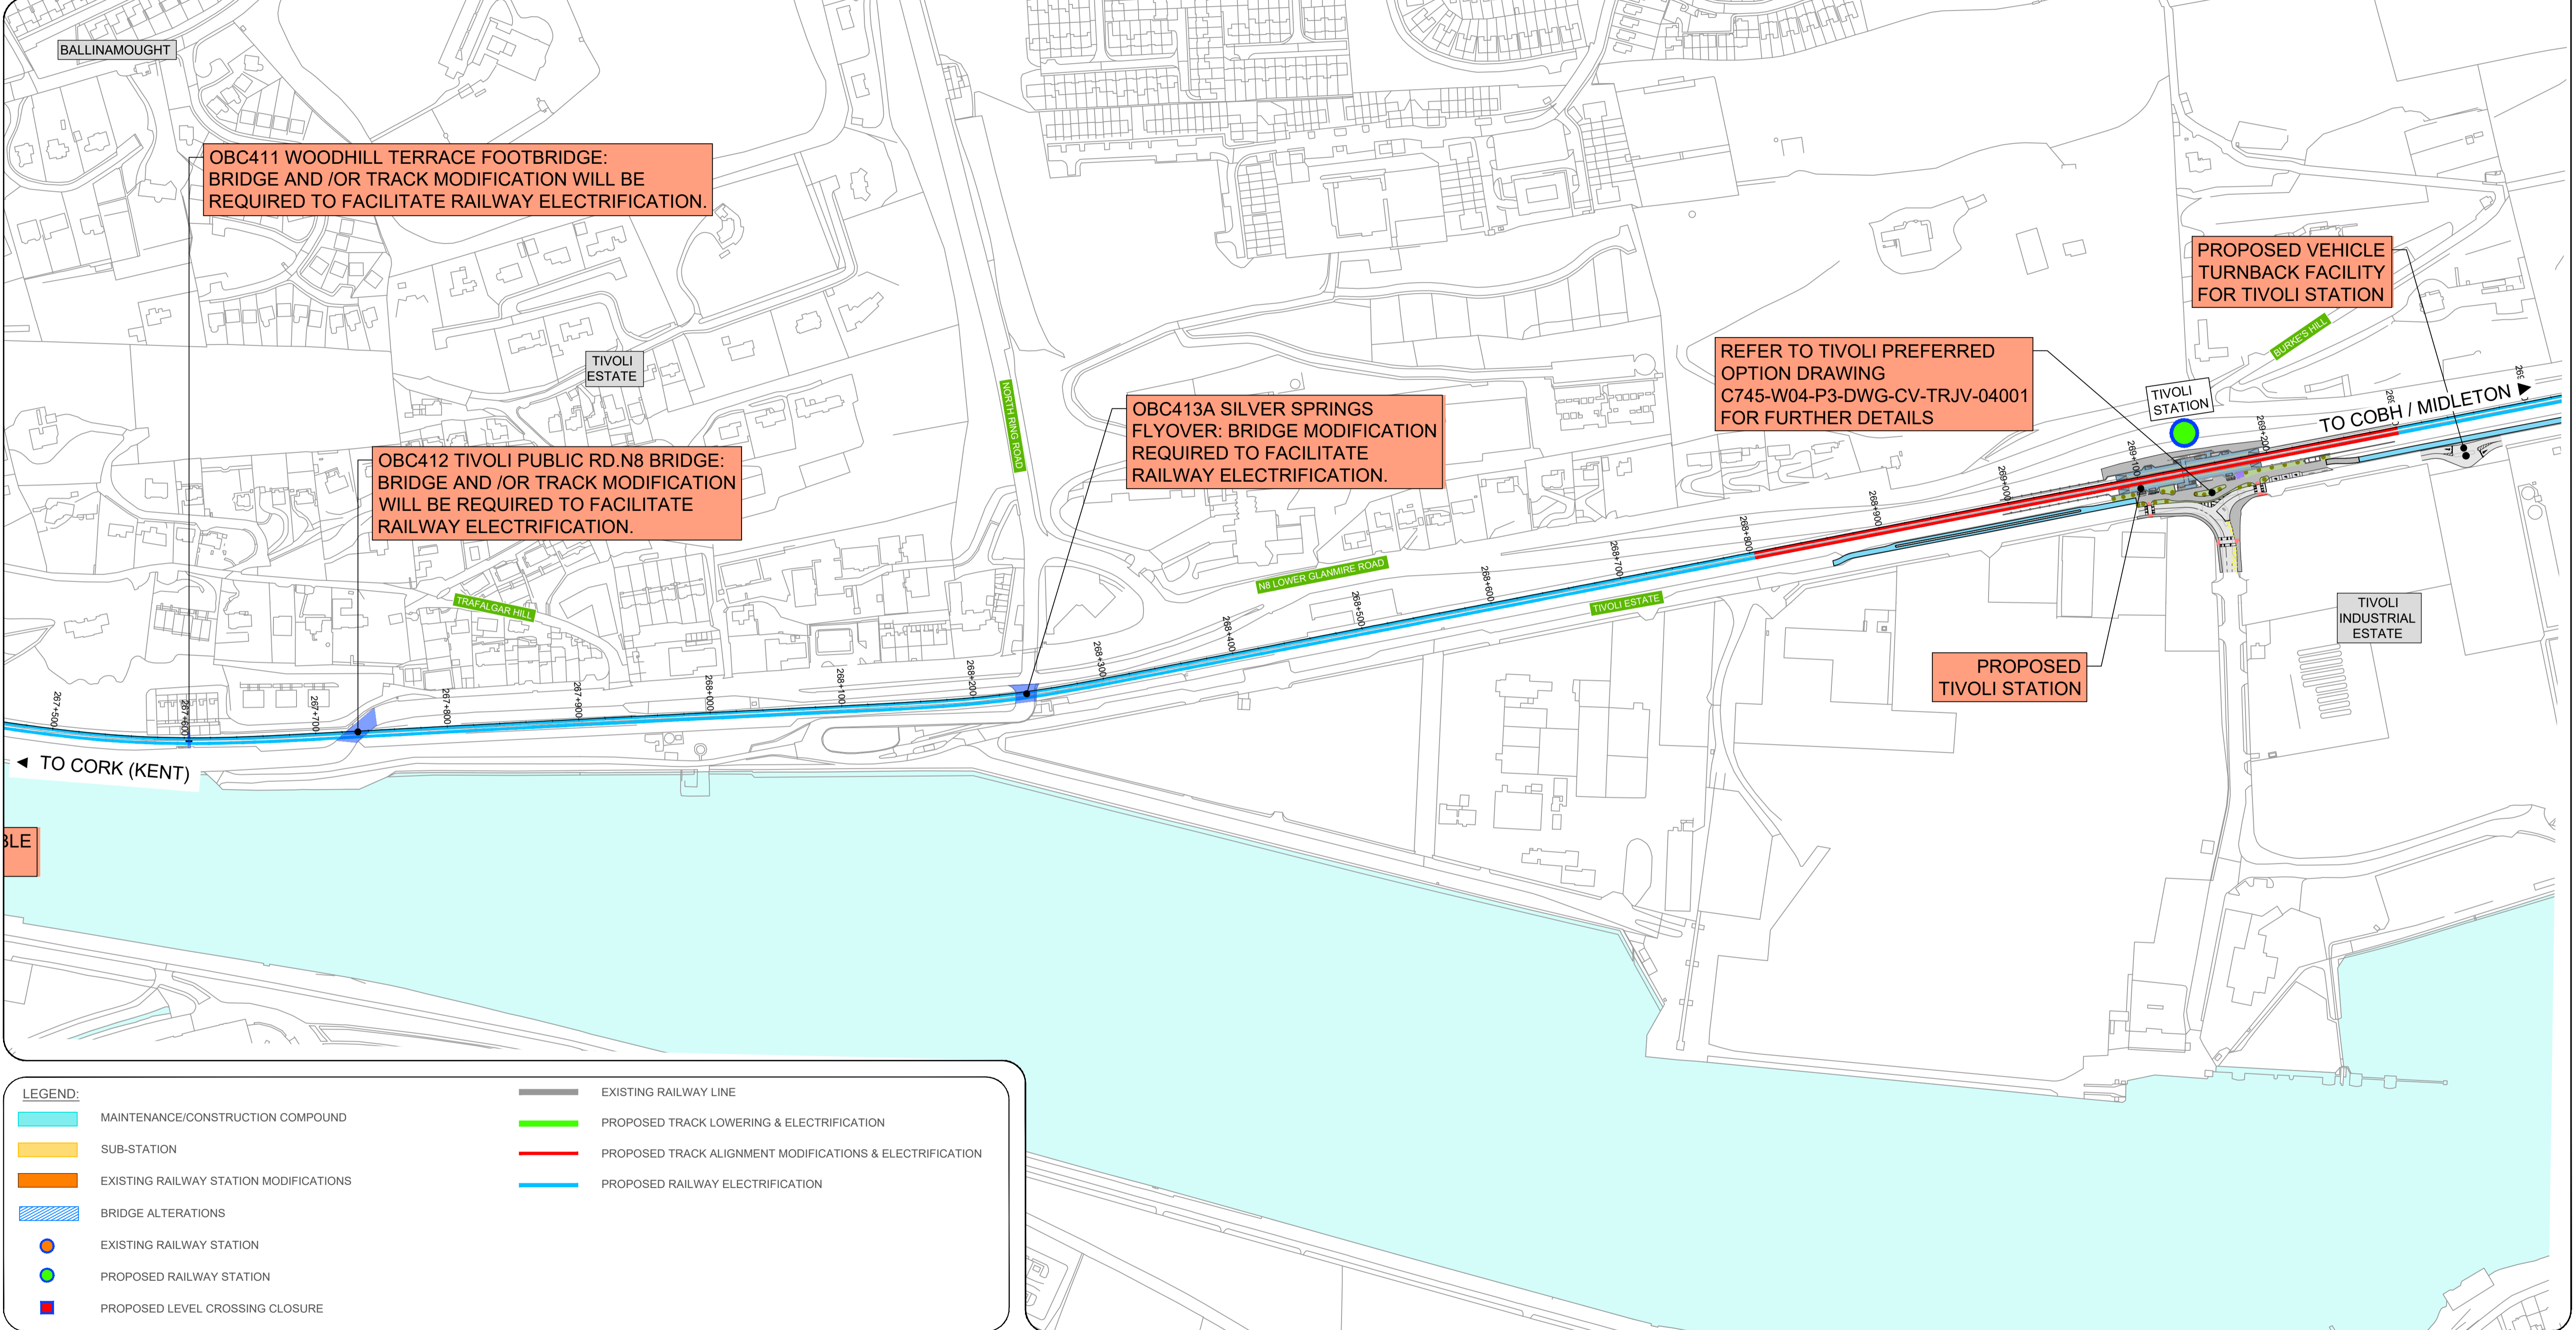 BALLINAMOUGHT
OBC411 WOODHILL TERRACE FOOTBRIDGE:
BRIDGE AND /OR TRACK MODIFICATION WILL BE
REQUIRED TO FACILITATE RAILWAY ELECTRIFICATION.
PROPOSED VEHICLE
TURNBACK FACILITY
FOR TIVOLI STATION
BURKE'S HILL
TIVOLI
ESTATE
NORTH RING ROAD
REFER TO TIVOLI PREFERRED
OPTION DRAWING
C745-W04-P3-DWG-CV-TRJV-04001
FOR FURTHER DETAILS
TIVOLI
STATION
TO COBH / MIDLETON ►
OBC413A SILVER SPRINGS
FLYOVER: BRIDGE MODIFICATION
REQUIRED TO FACILITATE
RAILWAY ELECTRIFICATION.
OBC412 TIVOLI PUBLIC RD.N8 BRIDGE:
BRIDGE AND /OR TRACK MODIFICATION
WILL BE REQUIRED TO FACILITATE
RAILWAY ELECTRIFICATION.
TRAFALGAR HILL
N8 LOWER GLANMIRE ROAD
TIVOLI ESTATE
TIVOLI
INDUSTRIAL
ESTATE
PROPOSED
TIVOLI STATION
267+500
267+600
267+700
267+800
267+900
268+000
268+100
268+200
268+300
268+400
268+500
268+600
268+700
268+800
268+900
269+000
269+100
269+200
◄ TO CORK (KENT)
LEGEND:
MAINTENANCE/CONSTRUCTION COMPOUND
SUB-STATION
EXISTING RAILWAY STATION MODIFICATIONS
BRIDGE ALTERATIONS
EXISTING RAILWAY STATION
PROPOSED RAILWAY STATION
PROPOSED LEVEL CROSSING CLOSURE
EXISTING RAILWAY LINE
PROPOSED TRACK LOWERING & ELECTRIFICATION
PROPOSED TRACK ALIGNMENT MODIFICATIONS & ELECTRIFICATION
PROPOSED RAILWAY ELECTRIFICATION